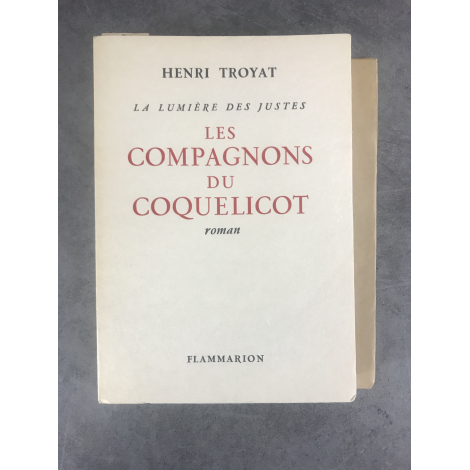 HENRI TROYAT
LA LUMIÈRE DES JUSTES
LES
COMPAGNONS
DU
COQUELICOT
roman
FLAMMARION